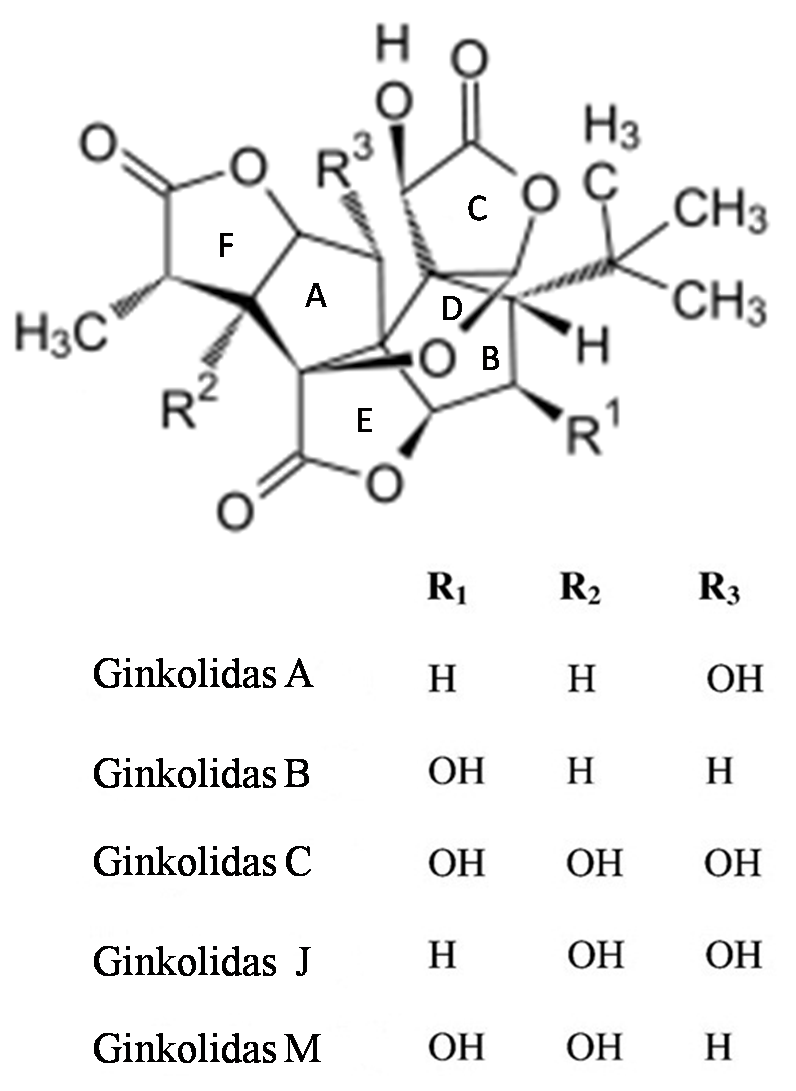 H
O
O
H3
C
R3
O
O
O
C
CH3
F
A
D
CH3
H3C
O
B
H
R2
E
R1
O
O
R1 R2 R3
Ginkolidas A H H OH
Ginkolidas B OH H H
Ginkolidas C OH OH OH
Ginkolidas J H OH OH
Ginkolidas M OH OH H